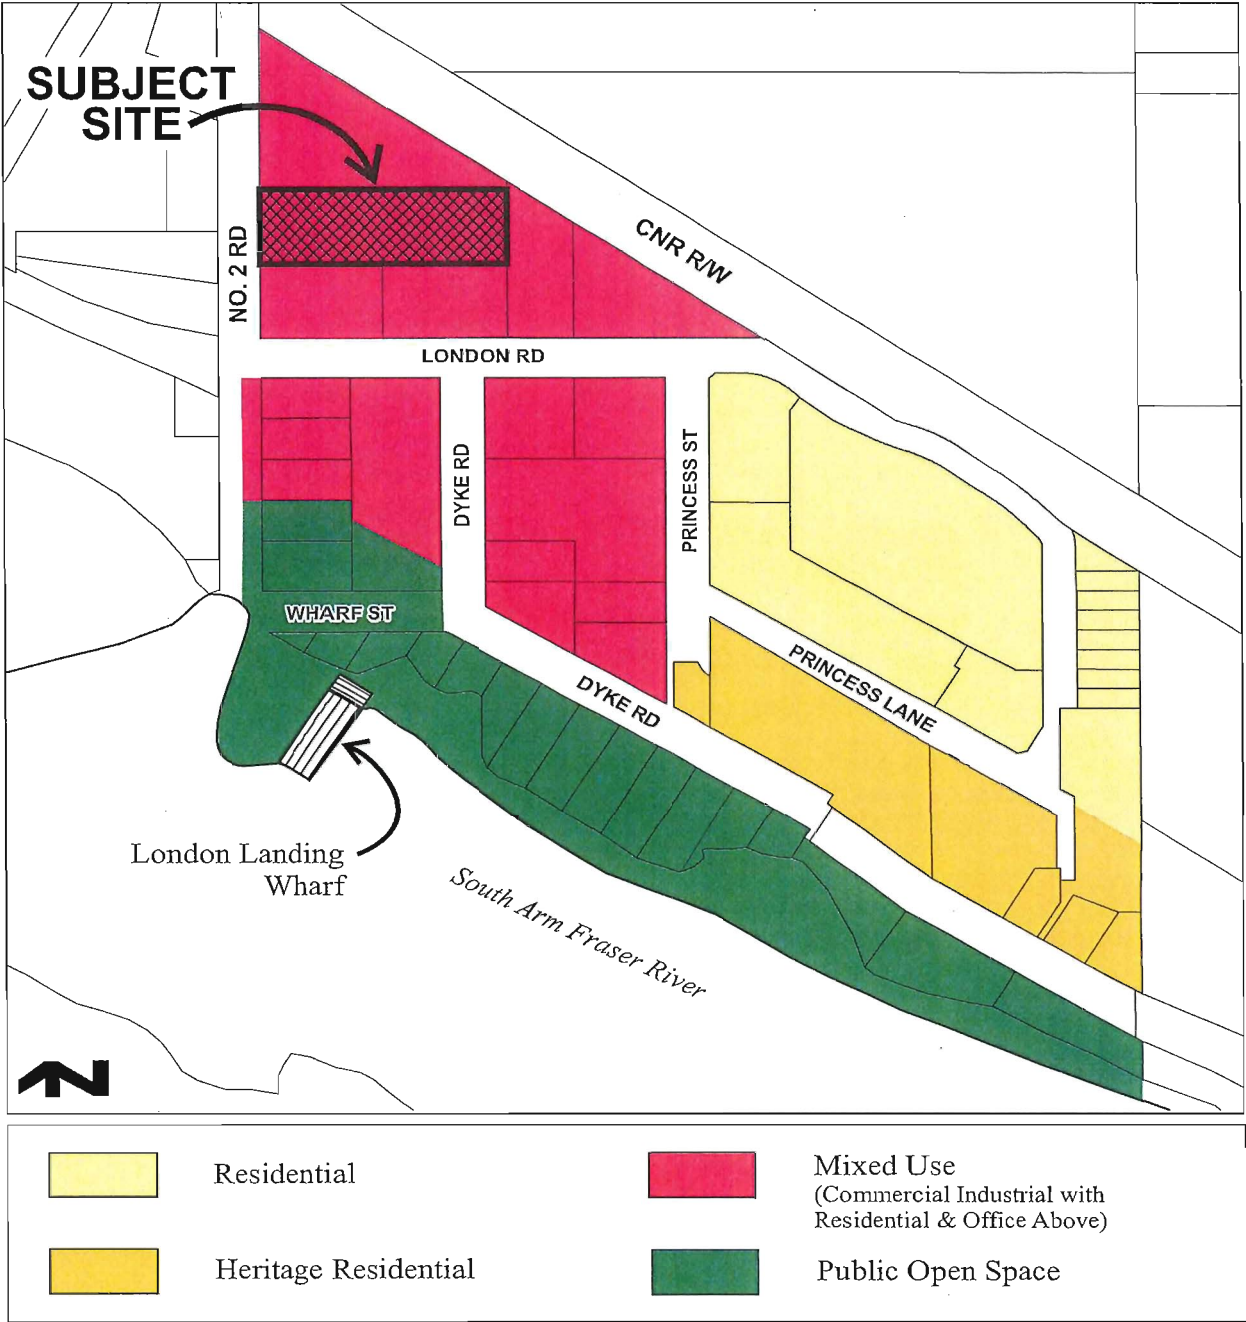 SUBJECT
SITE
NO. 2 RD
CNR R/W
LONDON RD
DYKE RD
PRINCESS ST
WHARF ST
PRINCESS LANE
DYKE RD
London Landing
Wharf
South Arm Fraser River
N
Residential
Mixed Use
(Commercial Industrial with
Residential & Office Above)
Heritage Residential
Public Open Space